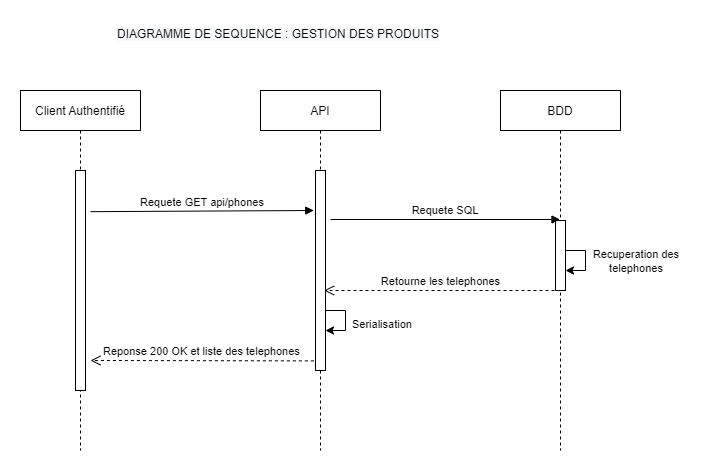 DIAGRAMME DE SEQUENCE : GESTION DES PRODUITS
Client Authentifié
API
BDD
Requete GET api/phones
Requete SQL
Recuperation des
telephones
Retourne les telephones
Serialisation
Reponse 200 OK et liste des telephones